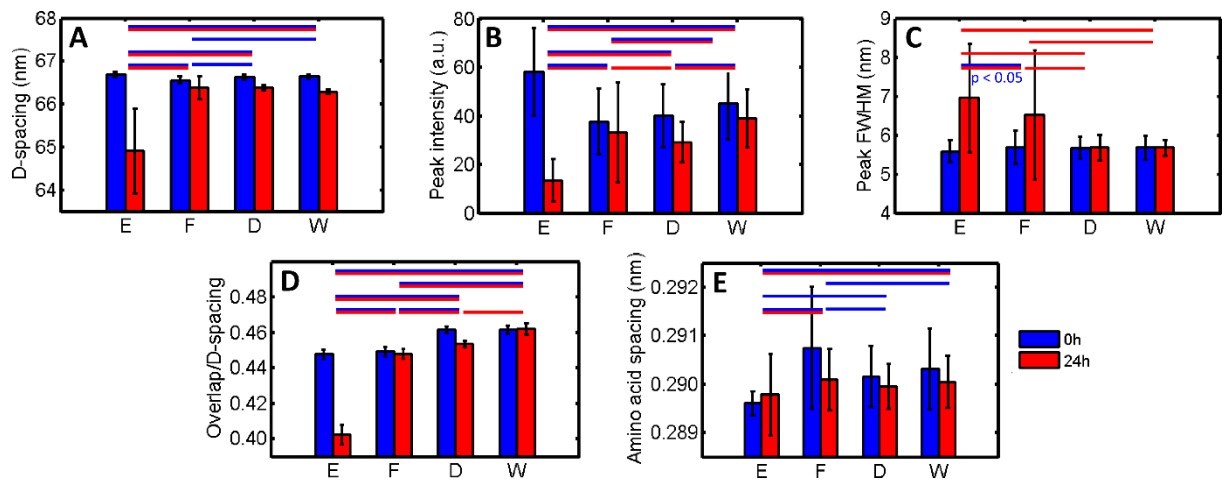 A
D-spacing (nm)
68
67
66
65
64
E F D W
B
Peak intensity (a.u.)
80
60
40
20
0
E F D W
C
Peak FWHM (nm)
9
8
7
6
5
4
p < 0.05
E F D W
D
Overlap/D-spacing
0.48
0.46
0.44
0.42
0.40
E F D W
E
Amino acid spacing (nm)
0.292
0.291
0.290
0.289
E F D W
0h
24h